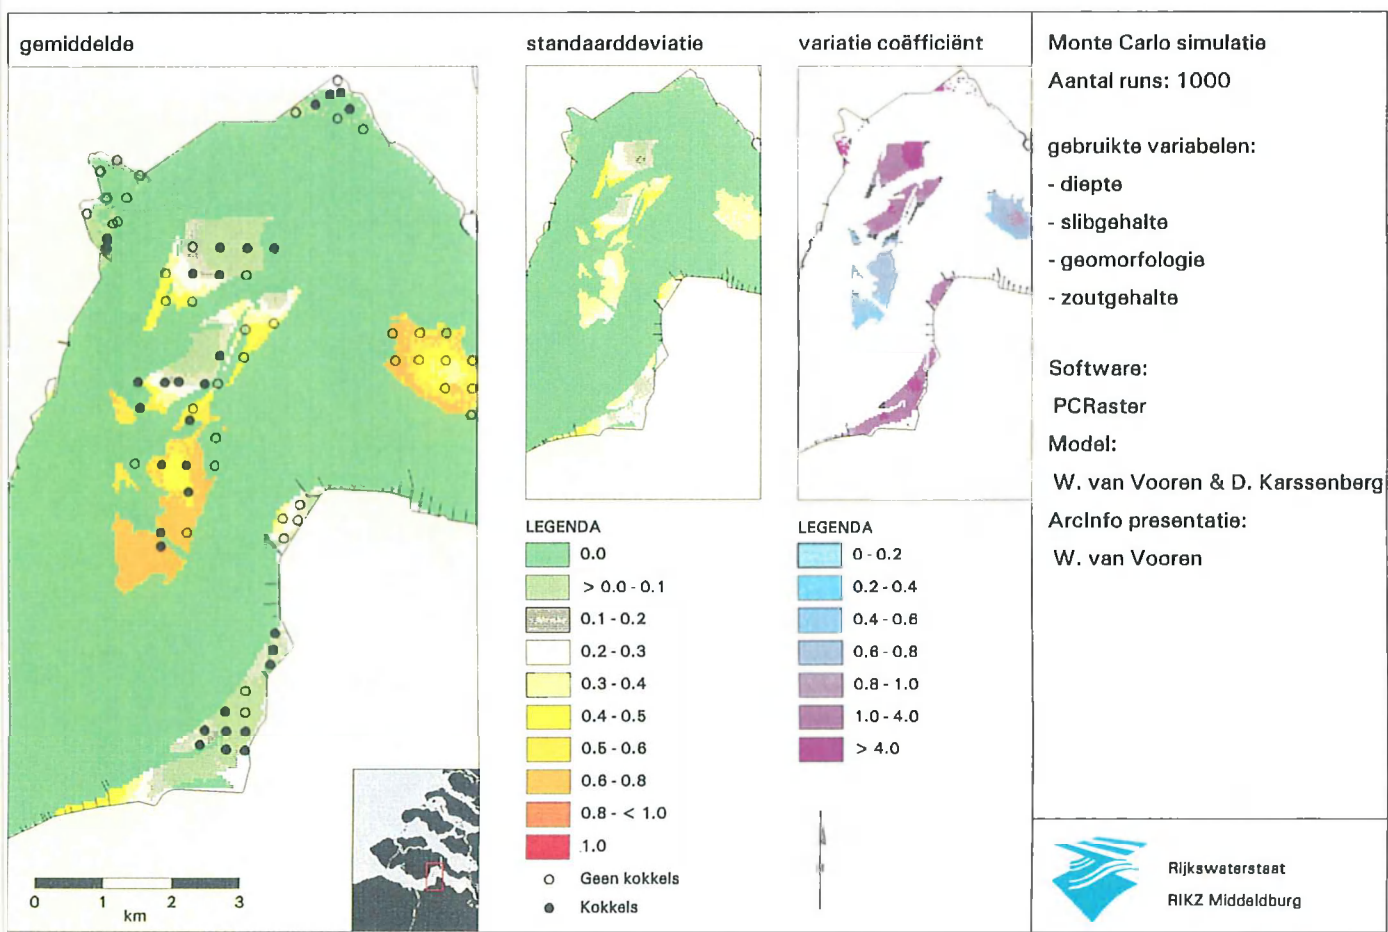 gemiddelde
standaarddeviatie
variatie coëfficiënt
LEGENDA
0.0
> 0.0 - 0.1
0.1 - 0.2
0.2 - 0.3
0.3 - 0.4
0.4 - 0.5
0.5 - 0.6
0.6 - 0.8
0.8 - < 1.0
1.0
Geen kokkels
Kokkels
LEGENDA
0 - 0.2
0.2 - 0.4
0.4 - 0.6
0.6 - 0.8
0.8 - 1.0
1.0 - 4.0
> 4.0
0 1 2 3
km
Monte Carlo simulatie
Aantal runs: 1000
gebruikte variabelen:
- diepte
- slibgehalte
- geomorfologie
- zoutgehalte
Software:
PCRaster
Model:
W. van Vooren & D. Karssenberg
ArcInfo presentatie:
W. van Vooren
Rijkswaterstaat
RIKZ Middeldburg